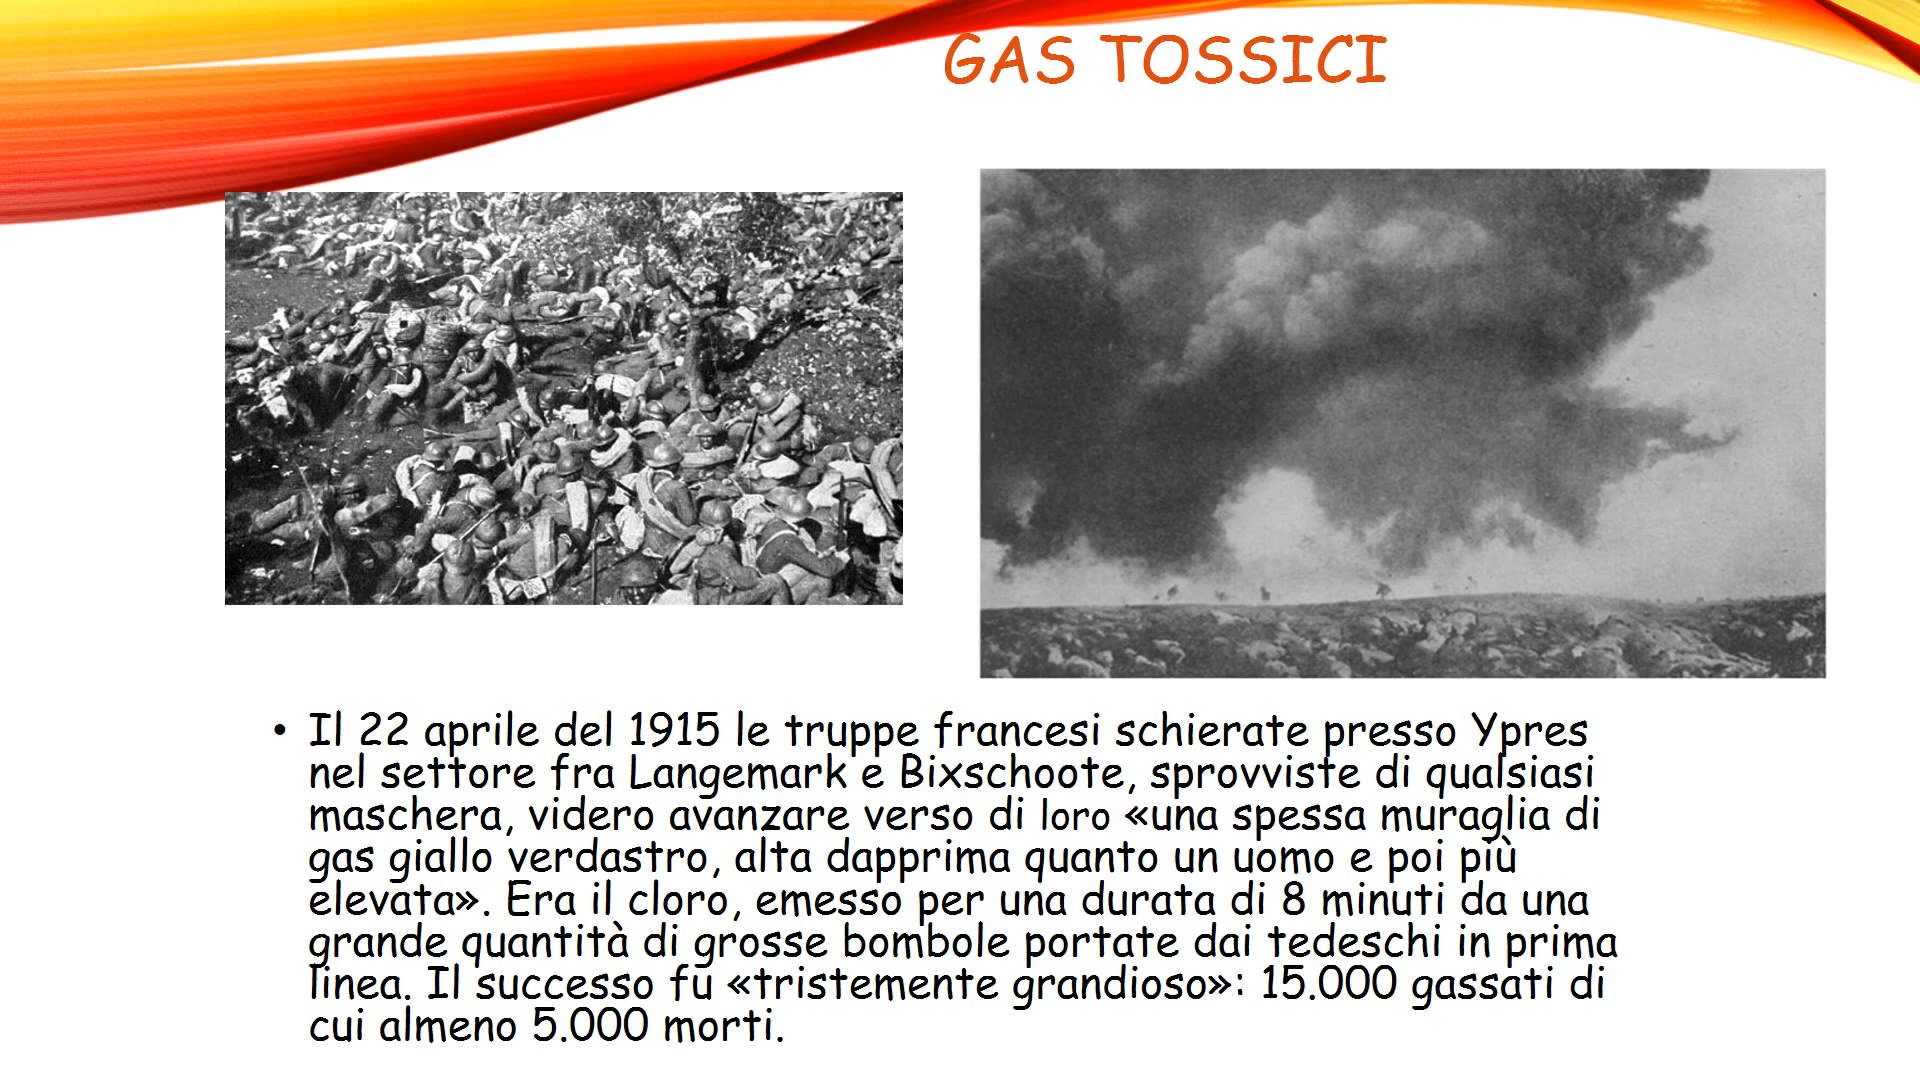 GAS TOSSICI
• Il 22 aprile del 1915 le truppe francesi schierate presso Ypres
nel settore fra Langemark e Bixschoote, sprovviste di qualsiasi
maschera, videro avanzare verso di loro «una spessa muraglia di
gas giallo verdastro, alta dapprima quanto un uomo e poi più
elevata». Era il cloro, emesso per una durata di 8 minuti da una
grande quantità di grosse bombole portate dai tedeschi in prima
linea. Il successo fu «tristemente grandioso»: 15.000 gassati di
cui almeno 5.000 morti.